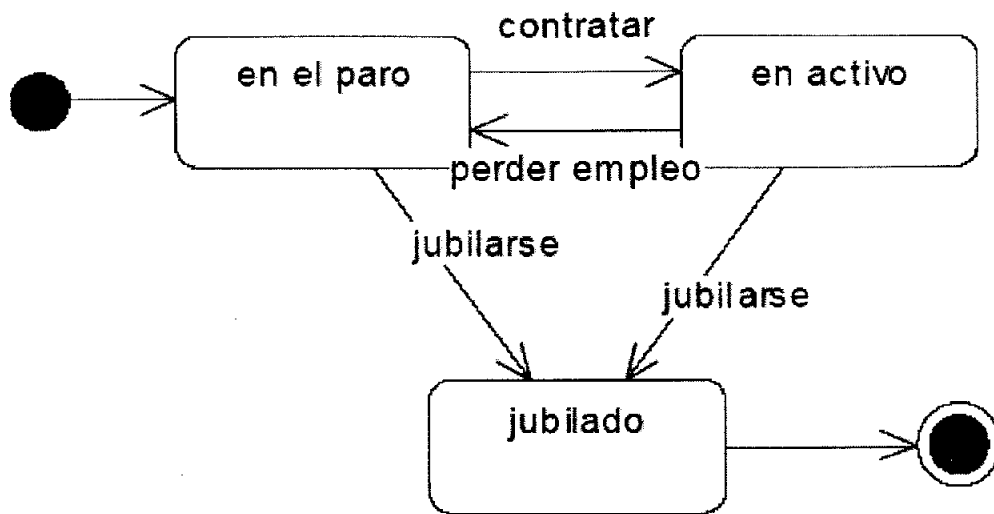 contratar
en el paro
en activo
perder empleo
jubilarse
jubilarse
jubilado